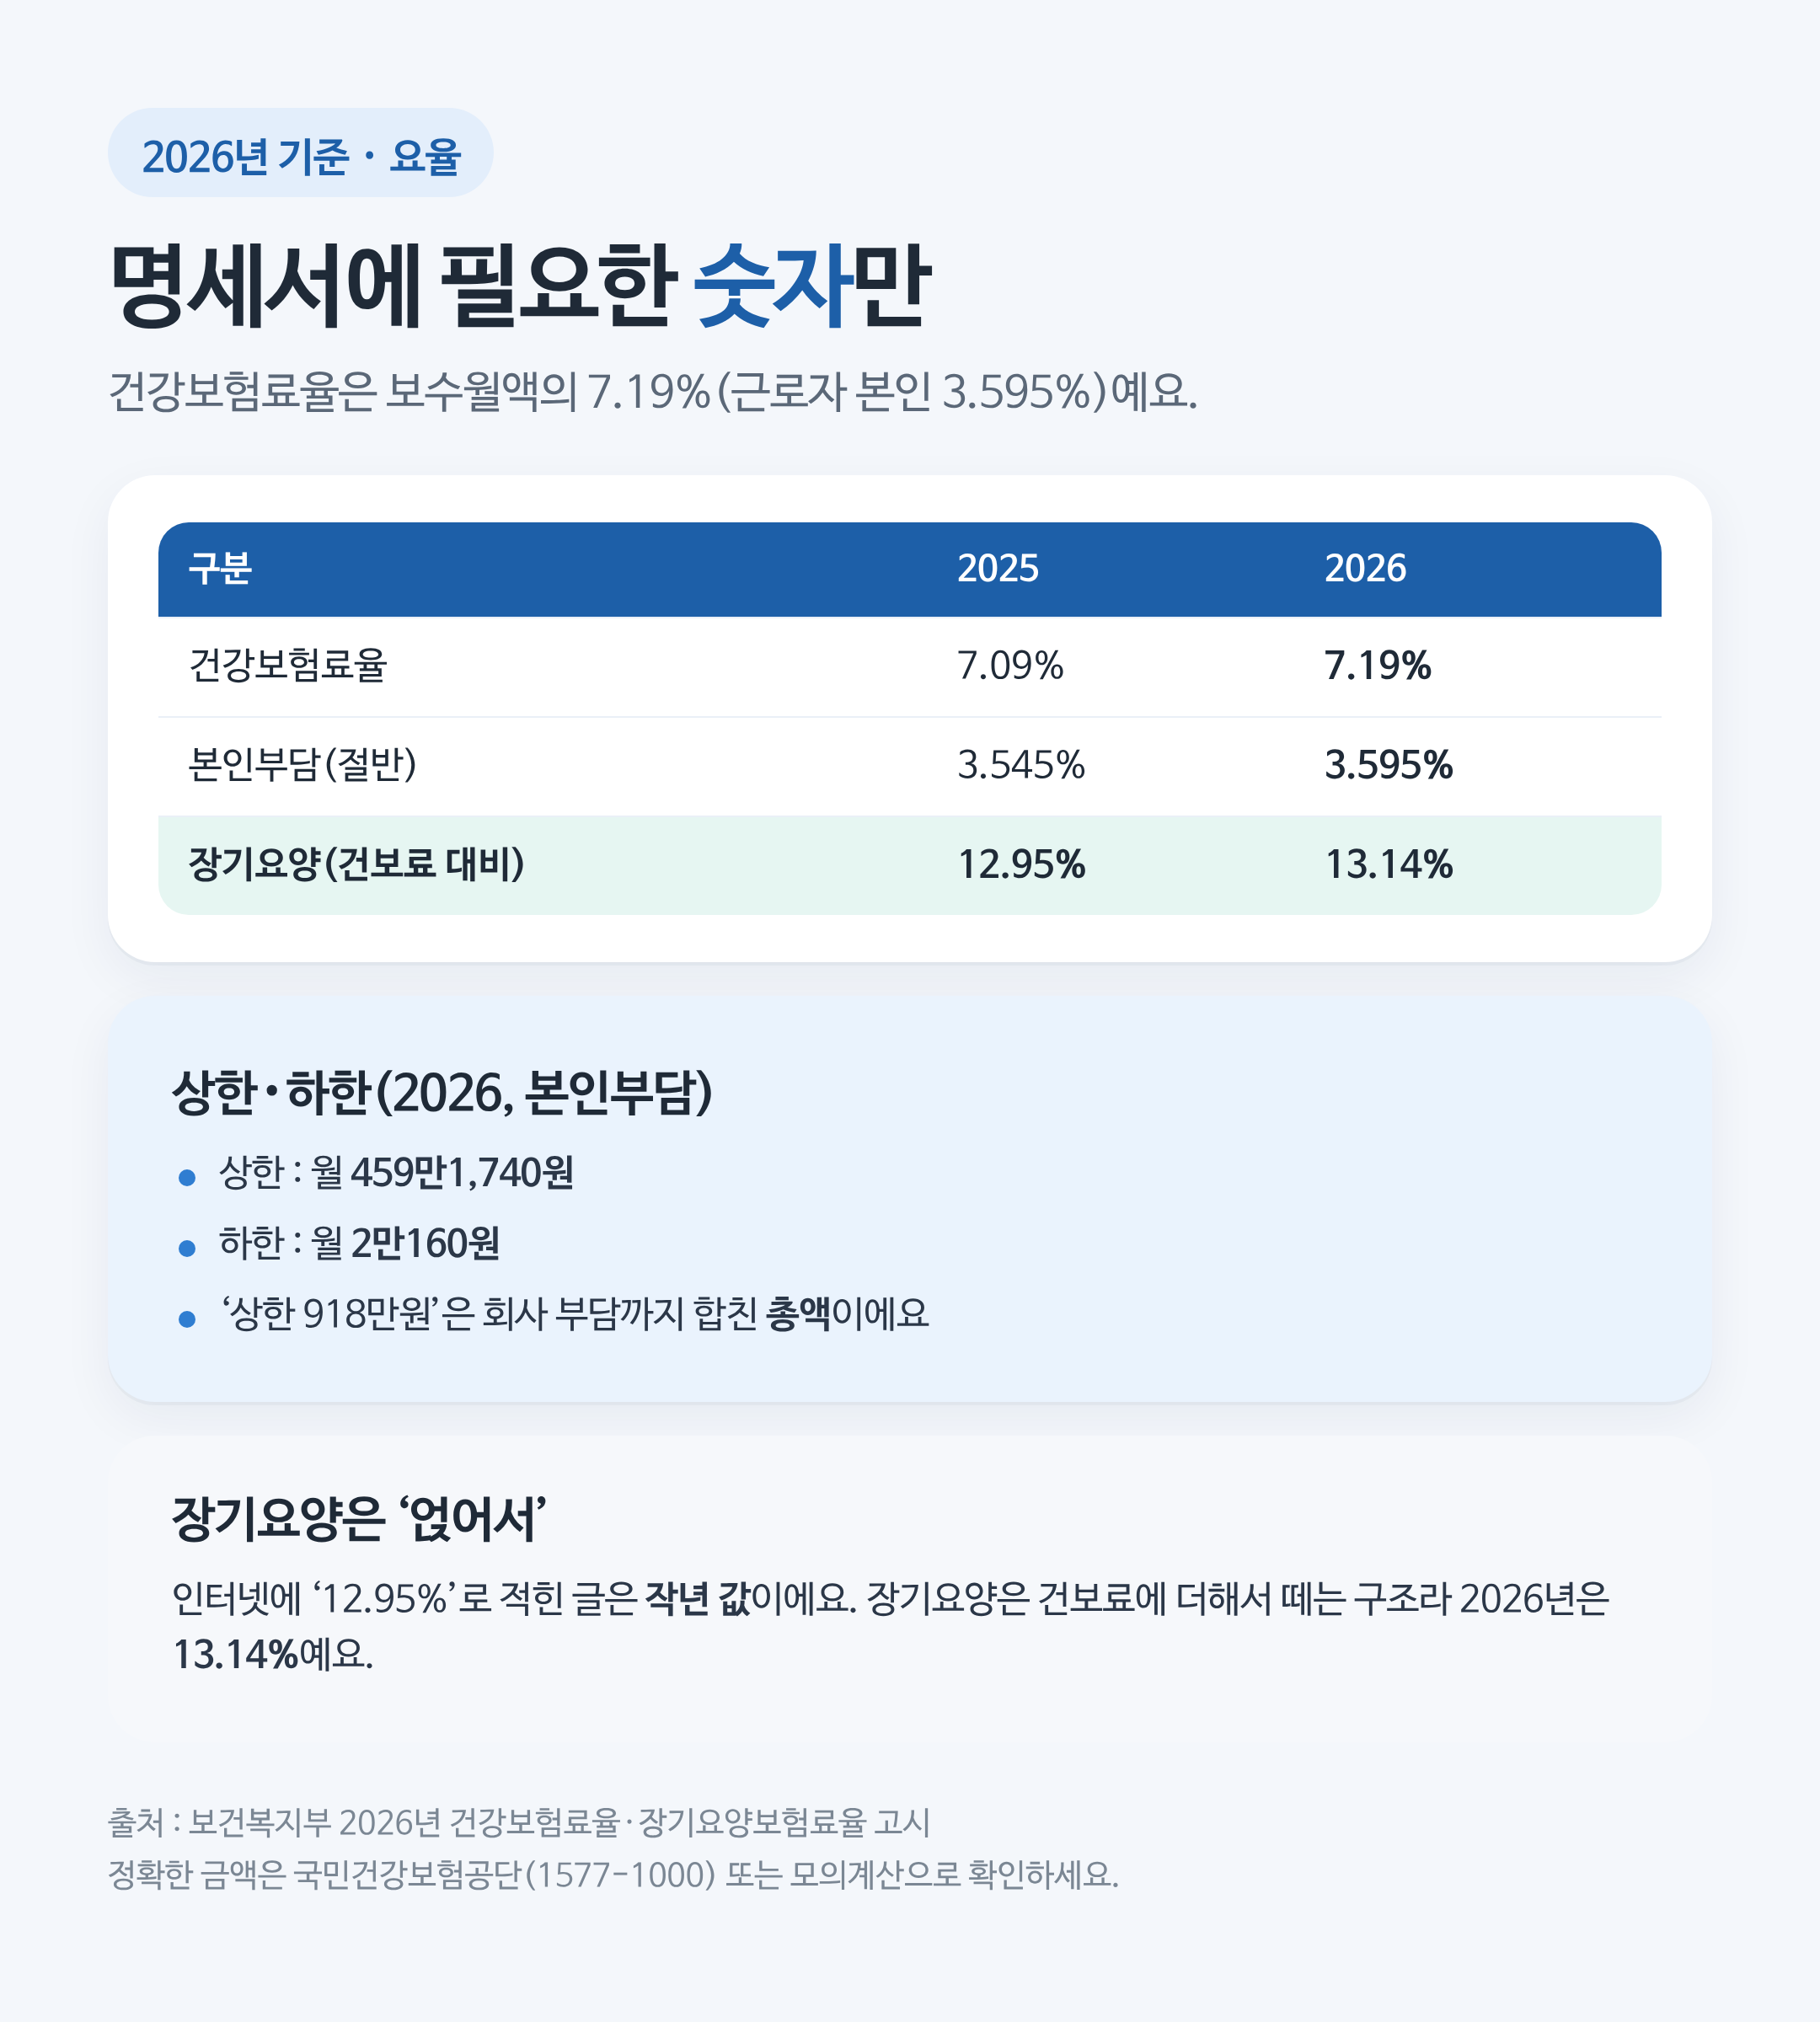 2026년 기준 · 요율
명세서에 필요한 숫자만
건강보험료율은 보수월액의 7.19%(근로자 본인 3.595%)예요.
구분 2025 2026
건강보험료율 7.09% 7.19%
본인부담(절반) 3.545% 3.595%
장기요양(건보료 대비) 12.95% 13.14%
상한·하한(2026, 본인부담)
상한 : 월 459만1,740원
하한 : 월 2만160원
‘상한 918만원’은 회사 부담까지 합친 총액이에요
장기요양은 ‘얹어서’
인터넷에 ‘12.95%’로 적힌 글은 작년 값이에요. 장기요양은 건보료에 더해서 떼는 구조라 2026년은
13.14%예요.
출처 : 보건복지부 2026년 건강보험료율·장기요양보험료율 고시
정확한 금액은 국민건강보험공단(1577-1000) 또는 모의계산으로 확인하세요.